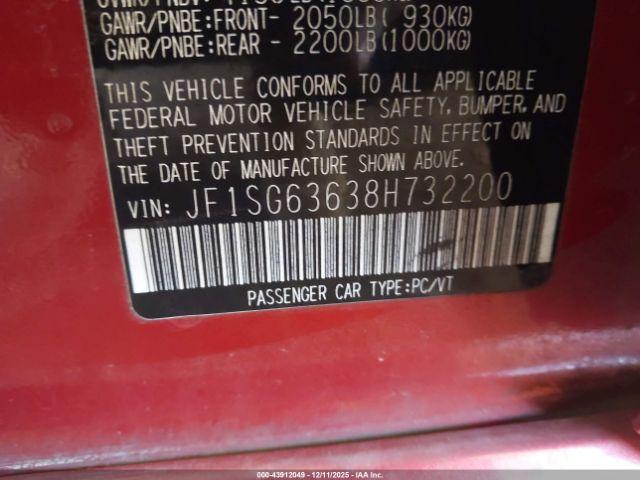 GAWR/PNBE:FRONT- 2050LB( 930KG)
GAWR/PNBE:REAR - 2200LB(1000KG)
THIS VEHICLE CONFORMS TO ALL APPLICABLE
FEDERAL MOTOR VEHICLE SAFETY, BUMPER, AND
THEFT PREVENTION STANDARDS IN EFFECT ON
THE DATE OF MANUFACTURE SHOWN ABOVE.
VIN: JF1SG63638H732200
PASSENGER CAR TYPE:PC/VT
000-43912049 - 12/11/2025 - IAA, Inc.